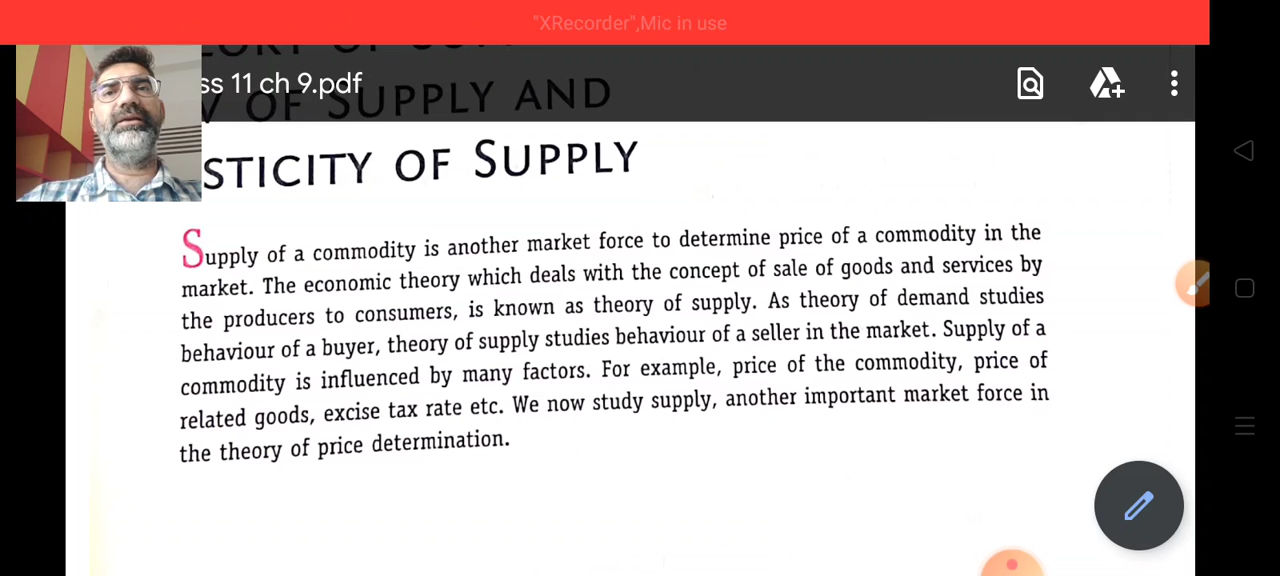 "XRecorder",Mic in use
ss 11 ch 9.pdf
OF SUPPLY AND
STICITY OF SUPPLY
Supply of a commodity is another market force to determine price of a commodity in the
market. The economic theory which deals with the concept of sale of goods and services by
the producers to consumers, is known as theory of supply. As theory of demand studies
behaviour of a buyer, theory of supply studies behaviour of a seller in the market. Supply of a
commodity is influenced by many factors. For example, price of the commodity, price of
related goods, excise tax rate etc. We now study supply, another important market force in
the theory of price determination.